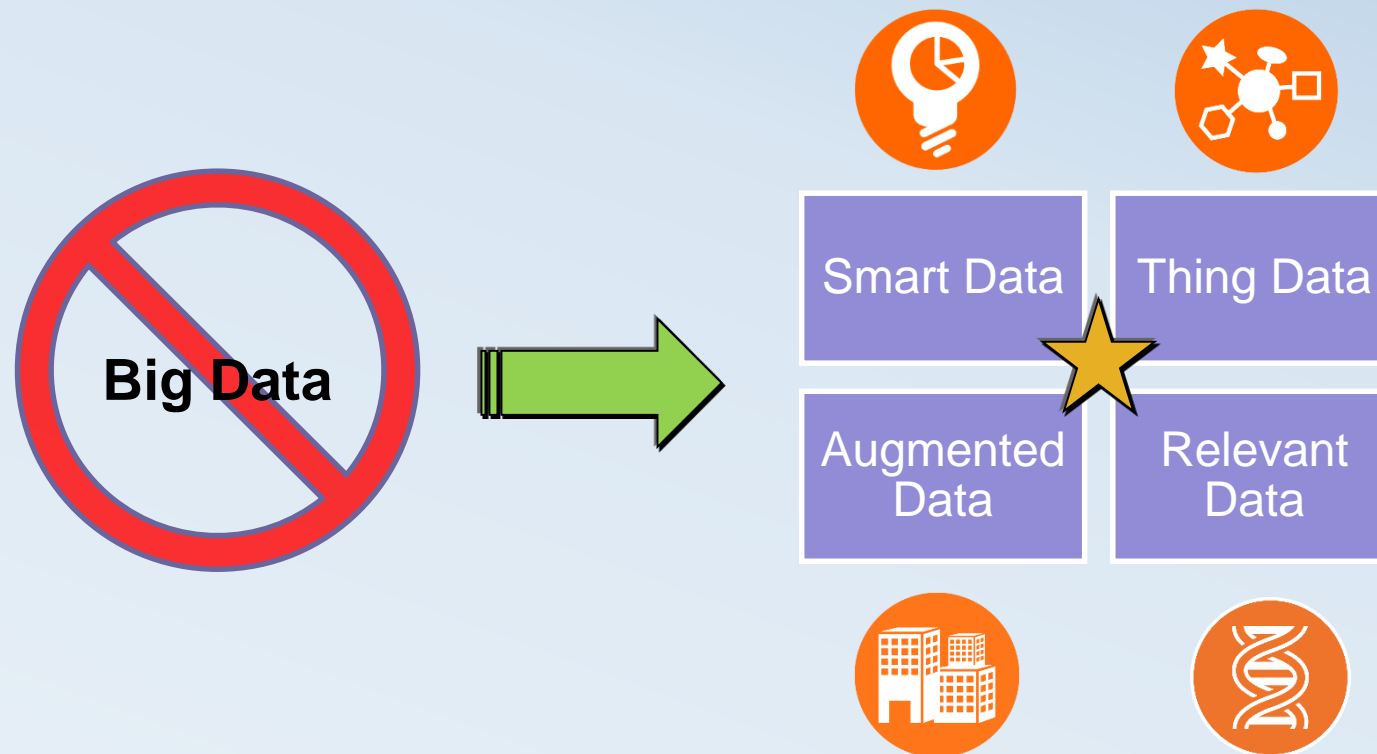 Big Data
Smart Data
Thing Data
Augmented
Data
Relevant
Data